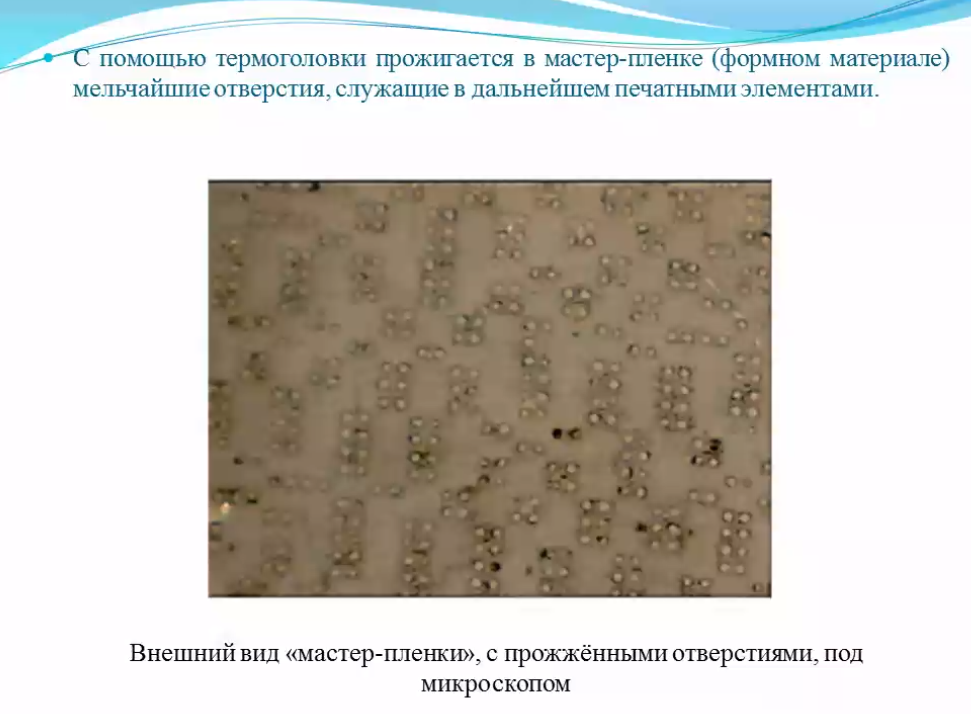 • С помощью термоголовки прожигается в мастер-пленке (формном материале)
мельчайшие отверстия, служащие в дальнейшем печатными элементами.
Внешний вид «мастер-пленки», с прожжёнными отверстиями, под
микроскопом